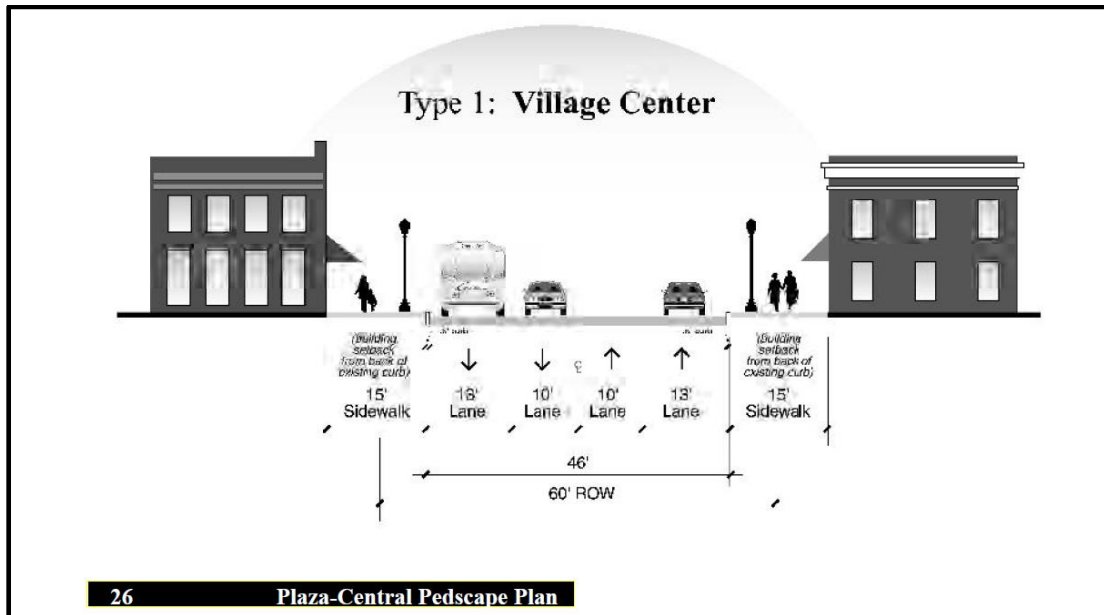 Type 1: Village Center
(Building setback from back of existing curb)
15' Sidewalk
Lane
10' Lane
10' Lane
13' Lane
(Building setback from back of existing curb)
15' Sidewalk
46'
60' ROW
26 Plaza-Central Pedscape Plan